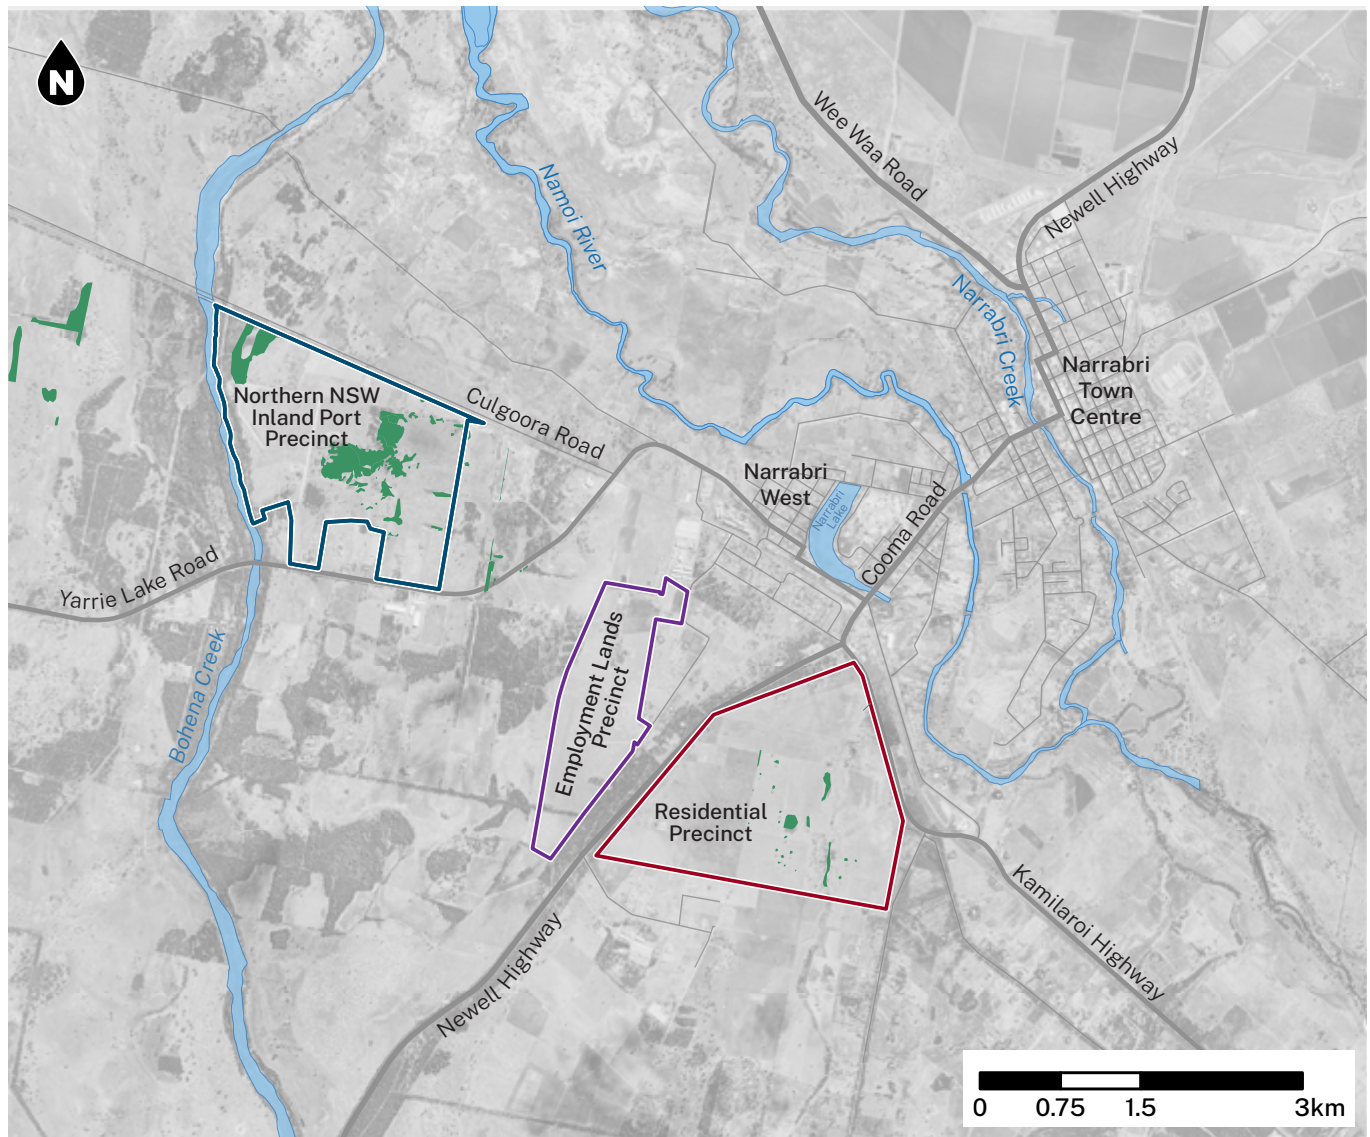 N
Wee Waa Road
Newell Highway
Namoi River
Narrabri Creek
Narrabri
Town
Centre
Northern NSW
Inland Port
Precinct
Culgoora Road
Narrabri
West
Narrabri
Lake
Cooma Road
Yarrie Lake Road
Bohena Creek
Employment Lands
Precinct
Residential
Precinct
Kamilaroi Highway
Newell Highway
0 0.75 1.5 3km